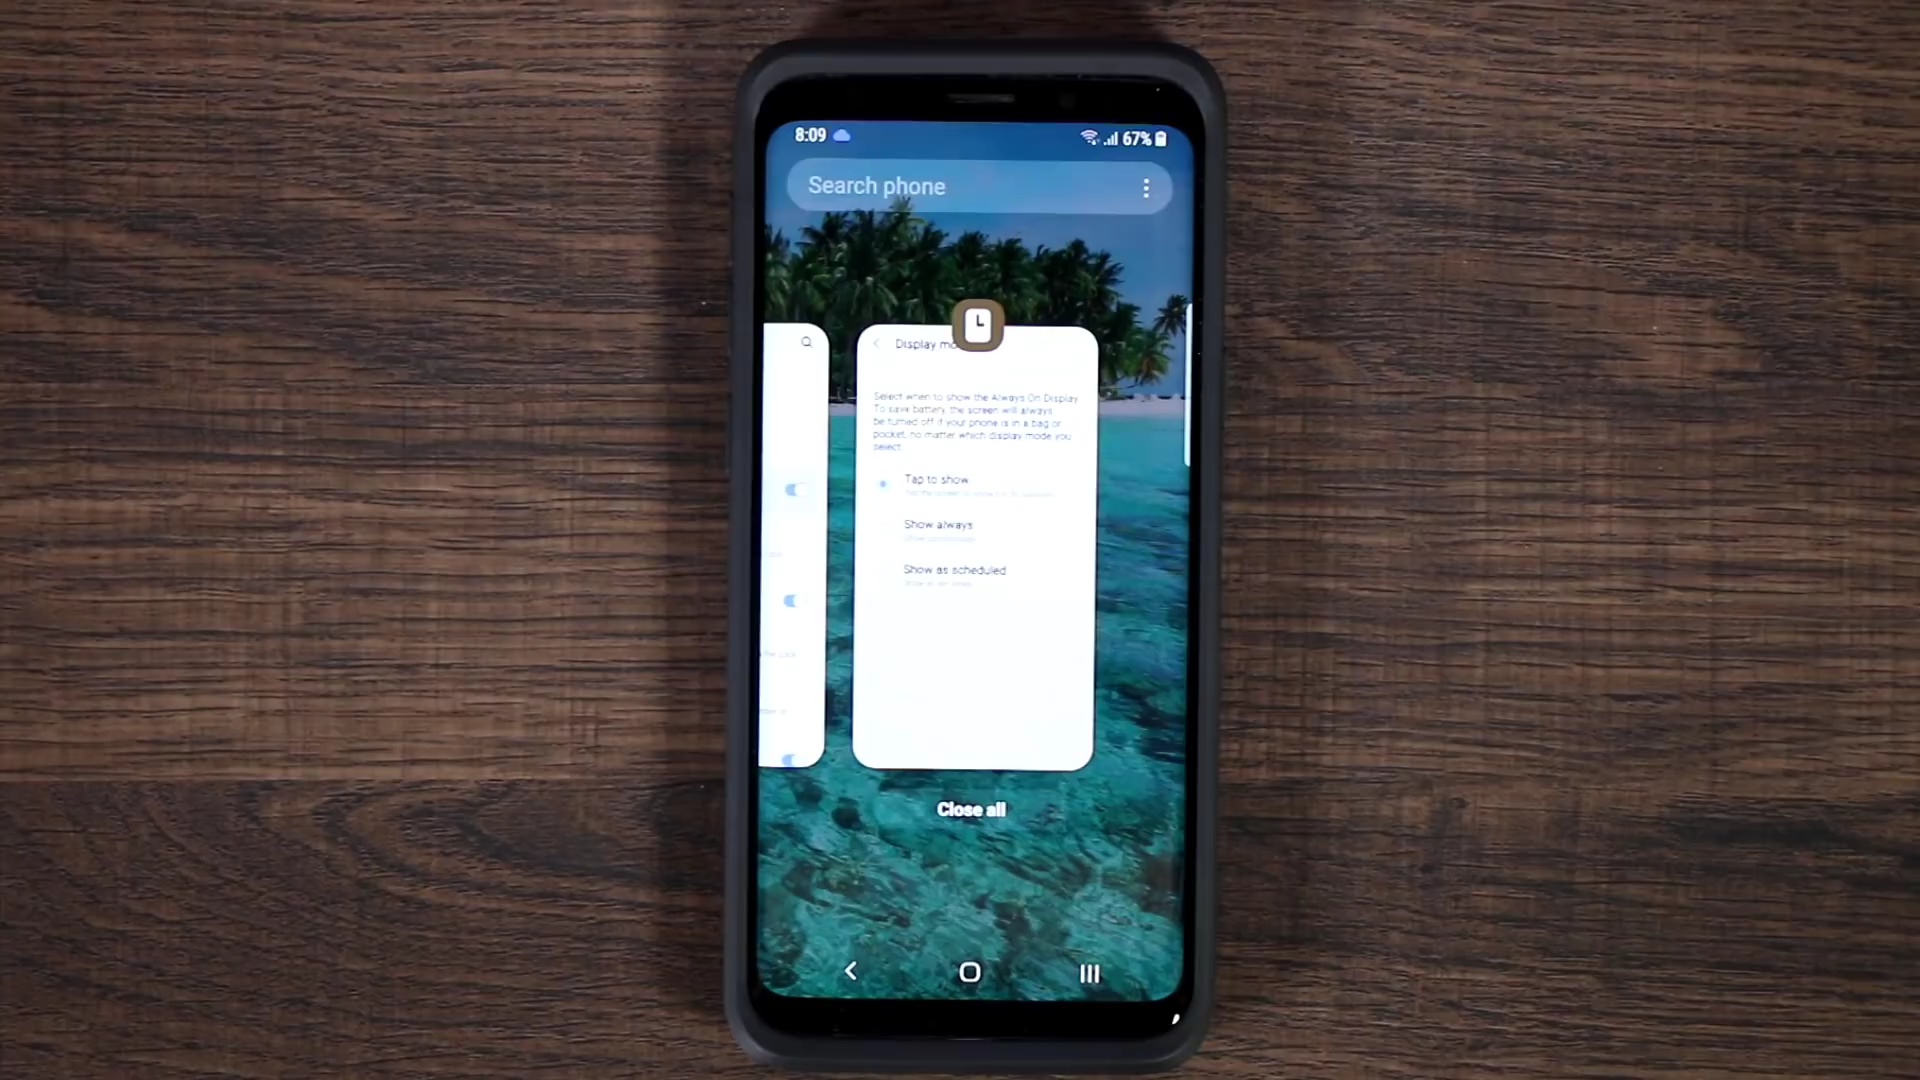 8:09
67%
Search phone
Display mo
Select when to show the Always On Display
To save battery, the screen will always
be turned off if your phone is in a bag or
pocket, no matter which display mode you
select.
Tap to show
Show always
Show as scheduled
Close all